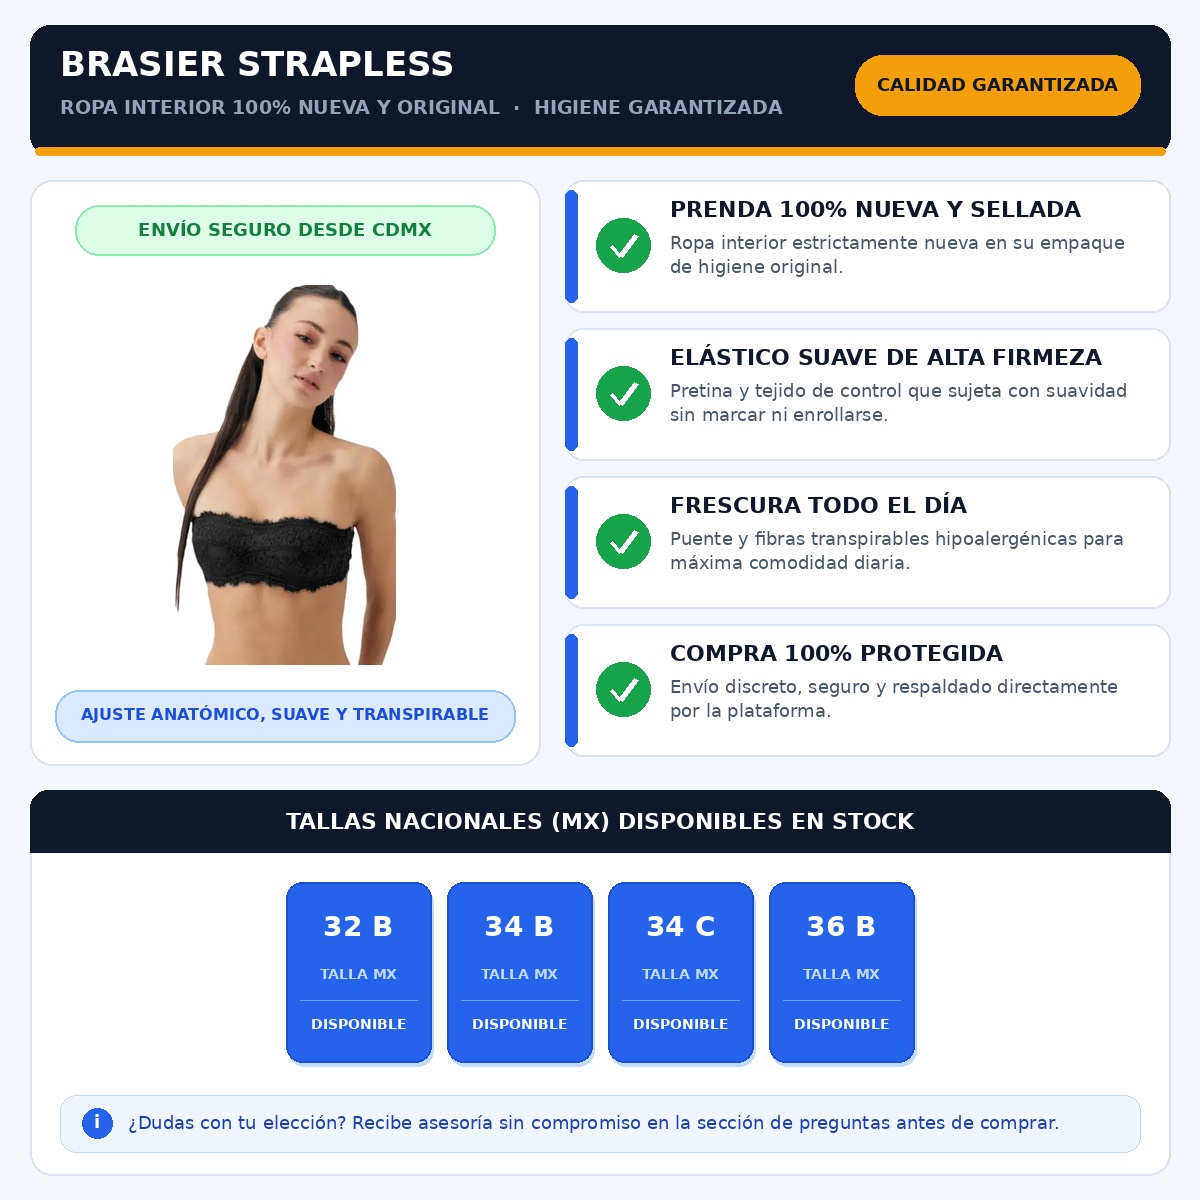 BRASIER STRAPLESS
ROPA INTERIOR 100% NUEVA Y ORIGINAL · HIGIENE GARANTIZADA
CALIDAD GARANTIZADA
ENVÍO SEGURO DESDE CDMX
AJUSTE ANATÓMICO, SUAVE Y TRANSPIRABLE
PRENDA 100% NUEVA Y SELLADA
Ropa interior estrictamente nueva en su empaque
de higiene original.
ELÁSTICO SUAVE DE ALTA FIRMEZA
Pretina y tejido de control que sujeta con suavidad
sin marcar ni enrollarse.
FRESCURA TODO EL DÍA
Puente y fibras transpirables hipoalergénicas para
máxima comodidad diaria.
COMPRA 100% PROTEGIDA
Envío discreto, seguro y respaldado directamente
por la plataforma.
TALLAS NACIONALES (MX) DISPONIBLES EN STOCK
32 B
TALLA MX
DISPONIBLE
34 B
TALLA MX
DISPONIBLE
34 C
TALLA MX
DISPONIBLE
36 B
TALLA MX
DISPONIBLE
i ¿Dudas con tu elección? Recibe asesoría sin compromiso en la sección de preguntas antes de comprar.